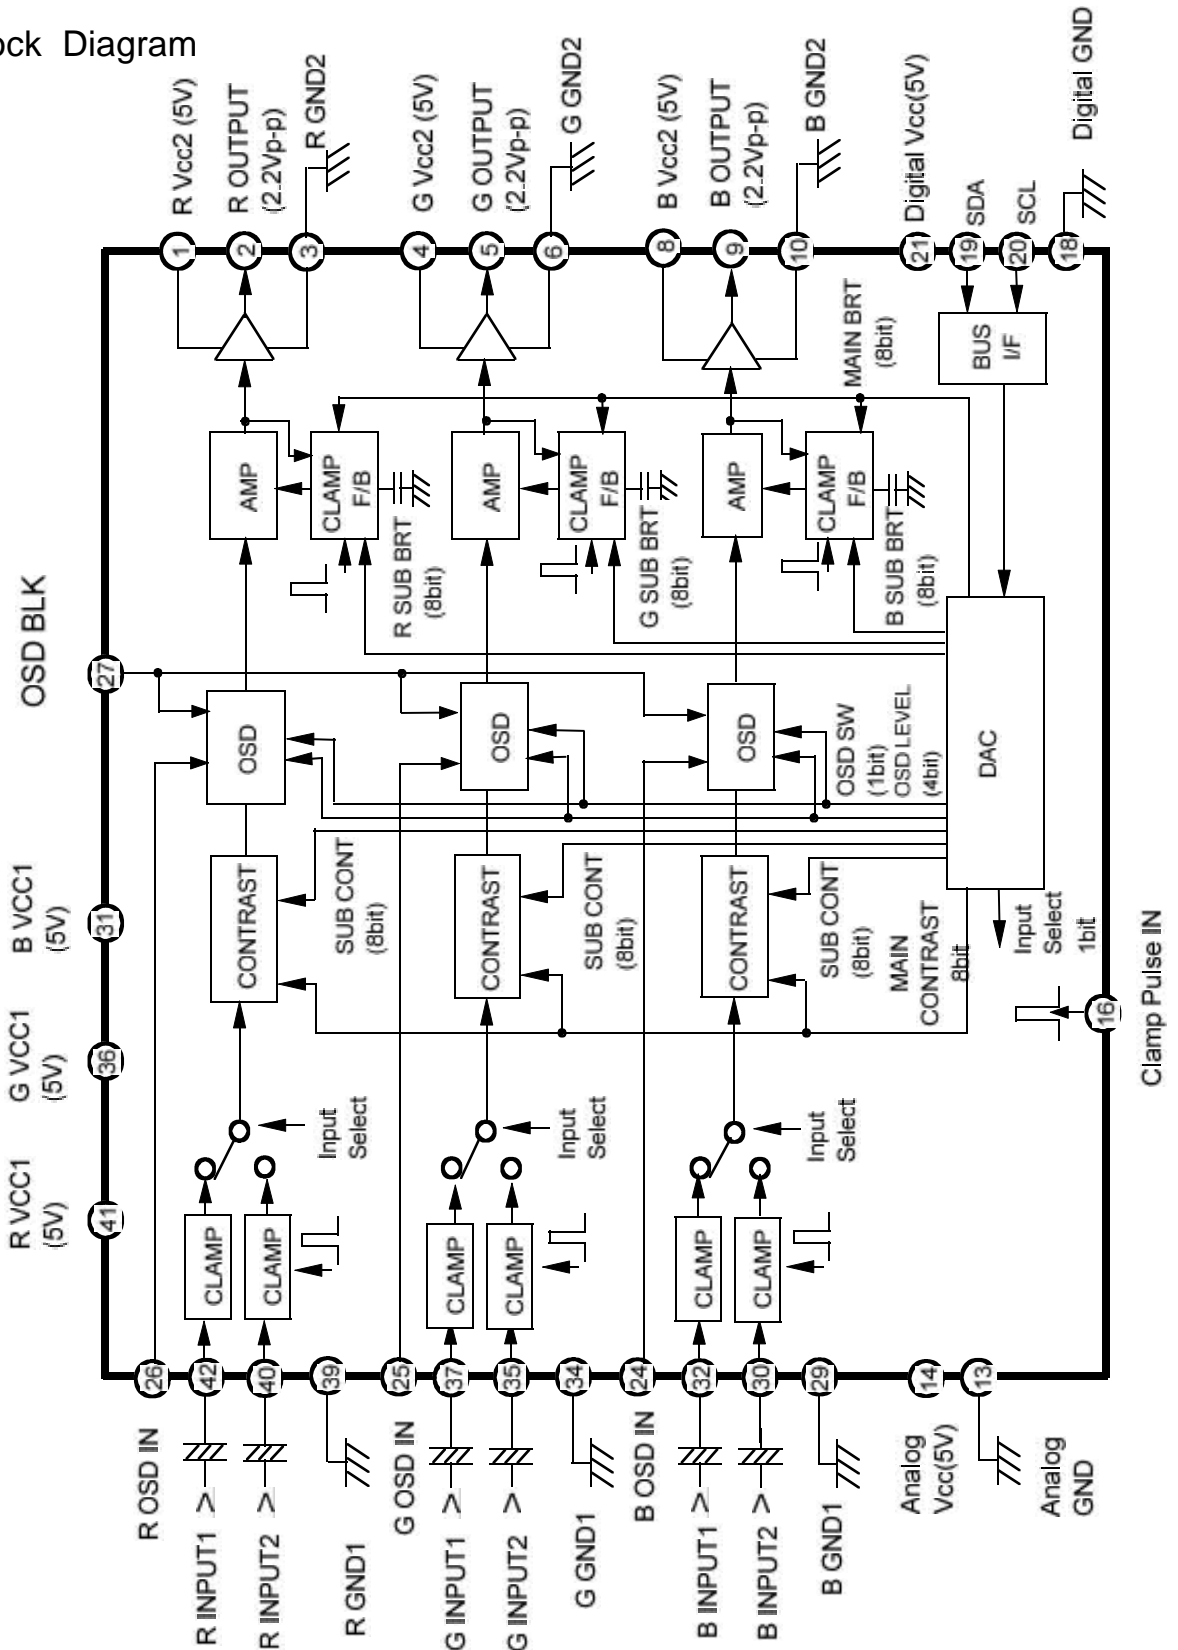 ock Diagram
R Vcc2 (5V)
R OUTPUT
(2.2Vp-p)
R GND2
G Vcc2 (5V)
G OUTPUT
(2.2Vp-p)
G GND2
B Vcc2 (5V)
B OUTPUT
(2.2Vp-p)
B GND2
Digital Vcc(5V)
SDA
SCL
Digital GND
1
2
3
4
5
6
8
9
10
21
19
20
18
MAIN BRT
(8bit)
BUS
I/F
AMP
CLAMP
F/B
AMP
CLAMP
F/B
AMP
CLAMP
F/B
R SUB BRT
(8bit)
G SUB BRT
(8bit)
B SUB BRT
(8bit)
OSD BLK
27
OSD
OSD
OSD
OSD SW
(1bit)
OSD LEVEL
(4bit)
DAC
B VCC1
(5V)
31
CONTRAST
SUB CONT
(8bit)
CONTRAST
SUB CONT
(8bit)
CONTRAST
SUB CONT
(8bit)
MAIN
CONTRAST
8bit
Input
Select
1bit
Clamp Pulse IN
16
G VCC1
(5V)
36
Input
Select
Input
Select
Input
Select
R VCC1
(5V)
41
CLAMP
CLAMP
CLAMP
CLAMP
CLAMP
CLAMP
26
42
40
39
25
37
35
34
24
32
30
29
14
13
R OSD IN
R INPUT1 >
R INPUT2 >
R GND1
G OSD IN
G INPUT1 >
G INPUT2 >
G GND1
B OSD IN
B INPUT1 >
B INPUT2 >
B GND1
Analog
Vcc(5V)
Analog
GND